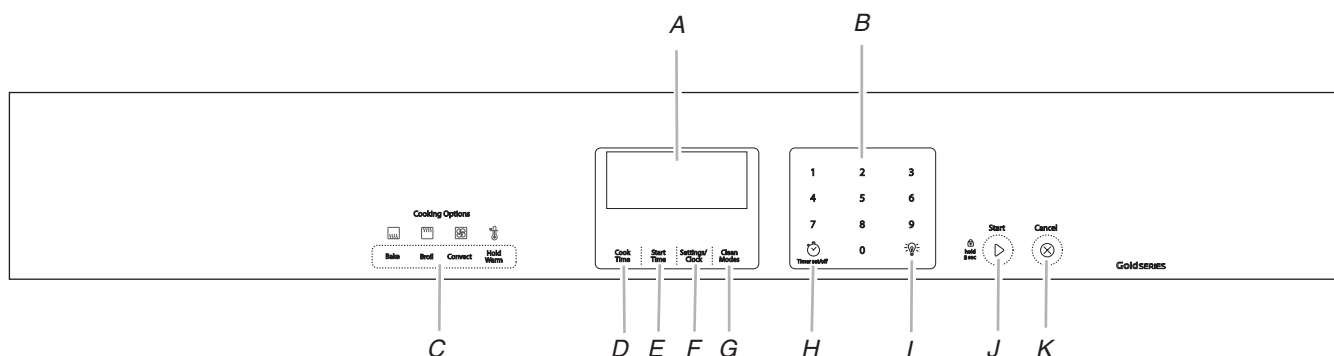 A B
Cooking Options
1 2 3
4 5 6
7 8 9
Start Cancel
Bake Broil Convect Hold Warm
Cook Time Start Time Settings/ Clock Clean Modes
Timer set/off
0
hold
8 sec
GoldSERIES
C D E F G H I J K